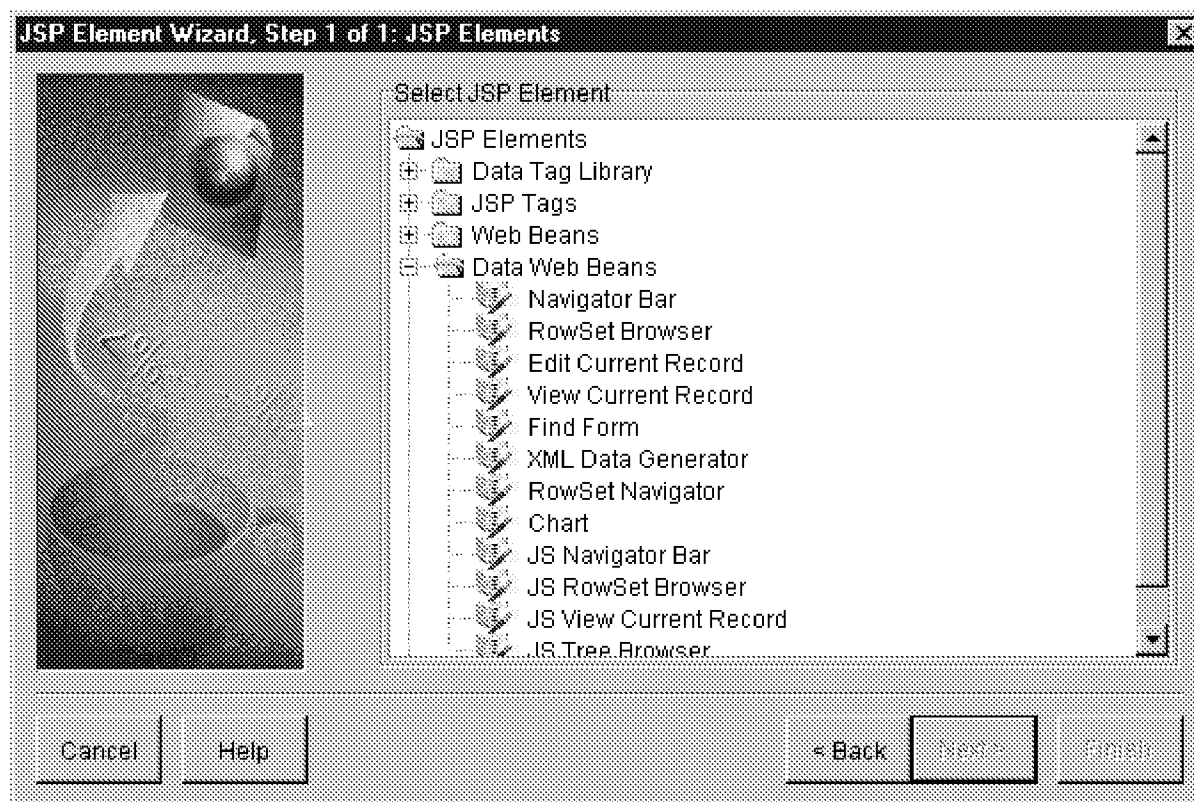 JSP Element Wizard, Step 1 of 1: JSP Elements
Select JSP Element
JSP Elements
Data Tag Library
JSP Tags
Web Beans
Data Web Beans
Navigator Bar
RowSet Browser
Edit Current Record
View Current Record
Find Form
XML Data Generator
RowSet Navigator
Chart
JS Navigator Bar
JS RowSet Browser
JS View Current Record
JS Tree Browser
Cancel Help < Back Next > Finish